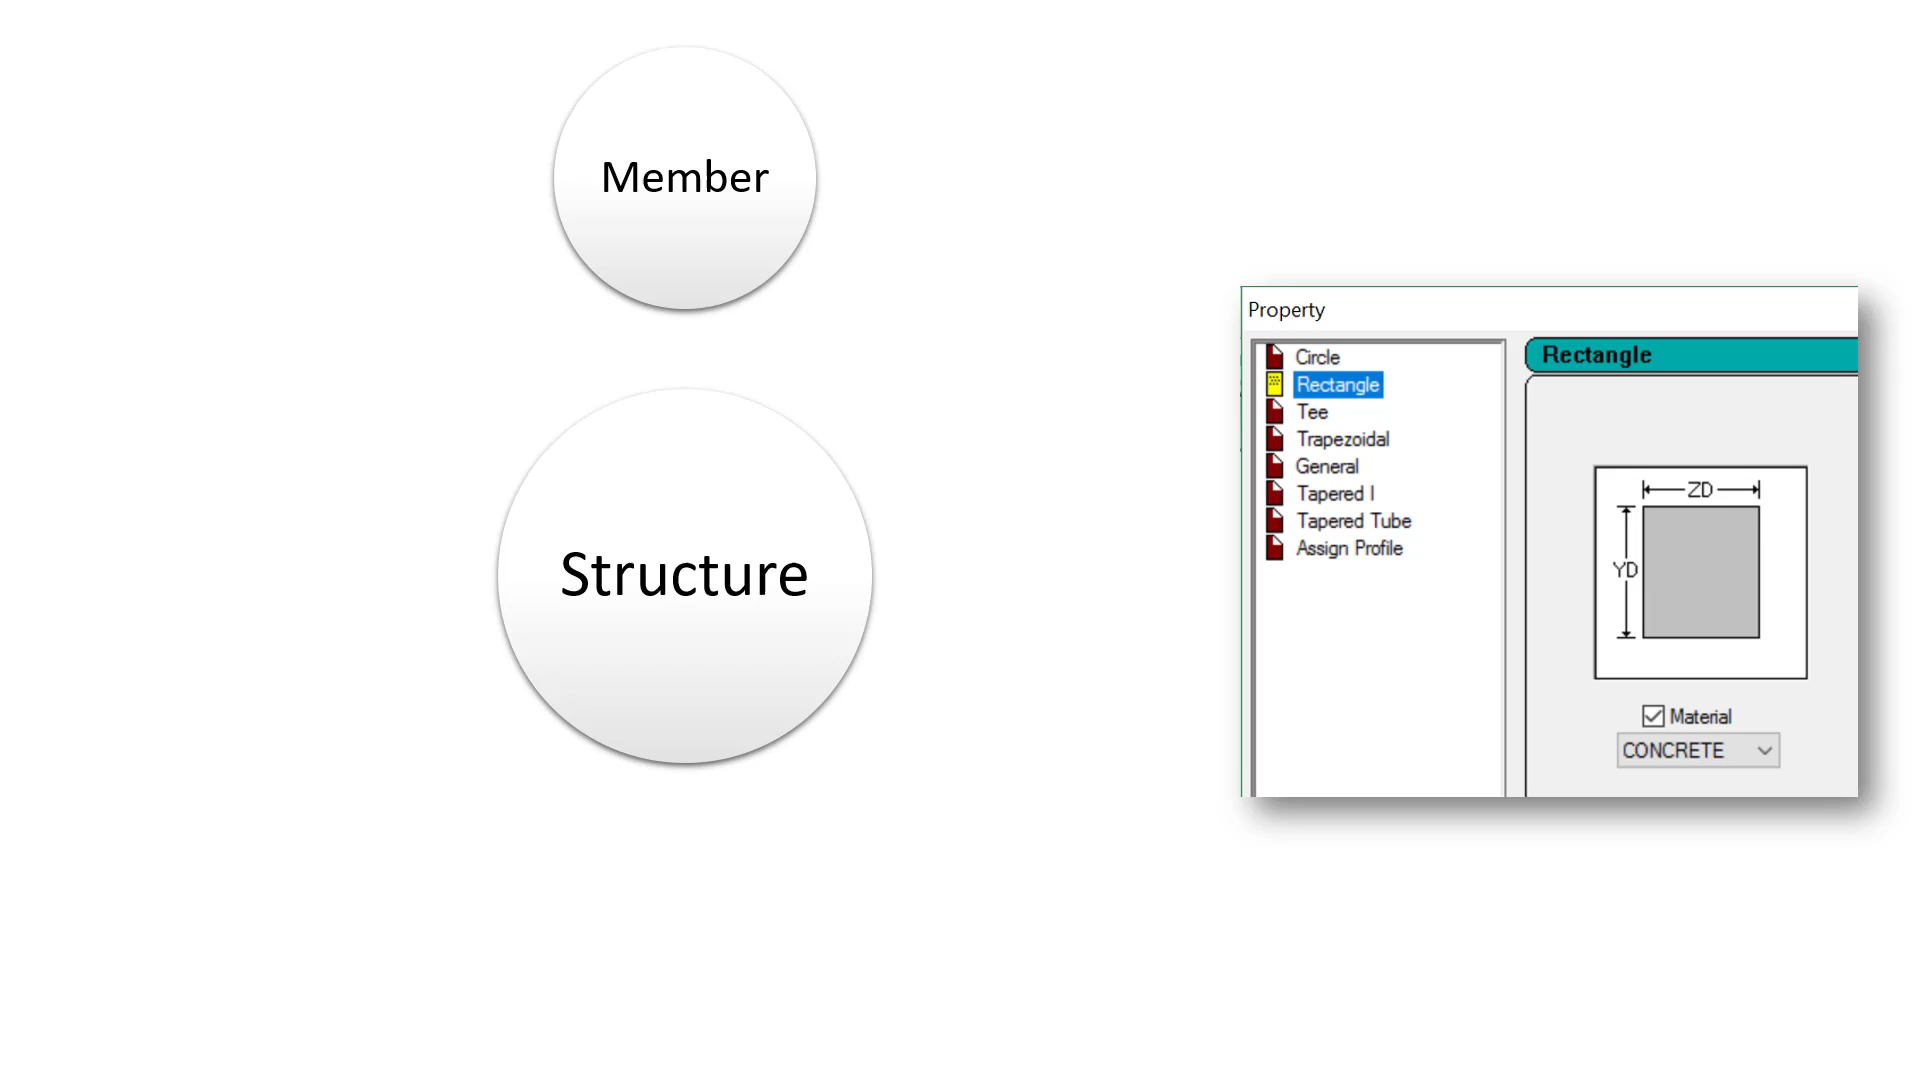 Member
Structure
Property
Circle
Rectangle
Tee
Trapezoidal
General
Tapered I
Tapered Tube
Assign Profile
Rectangle
ZD
YD
Material
CONCRETE